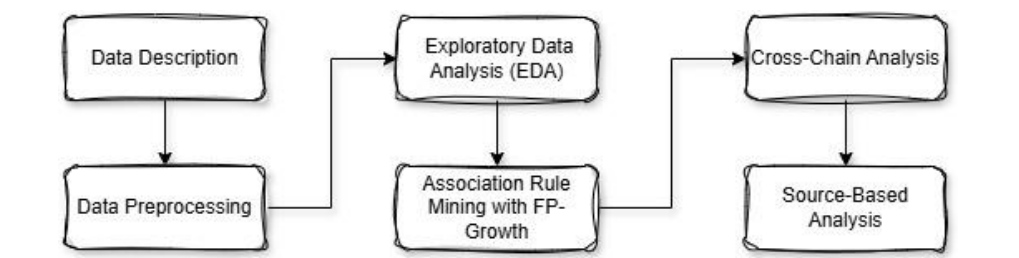 Data Description
Data Preprocessing
Exploratory Data
Analysis (EDA)
Association Rule
Mining with FP-
Growth
Cross-Chain Analysis
Source-Based
Analysis